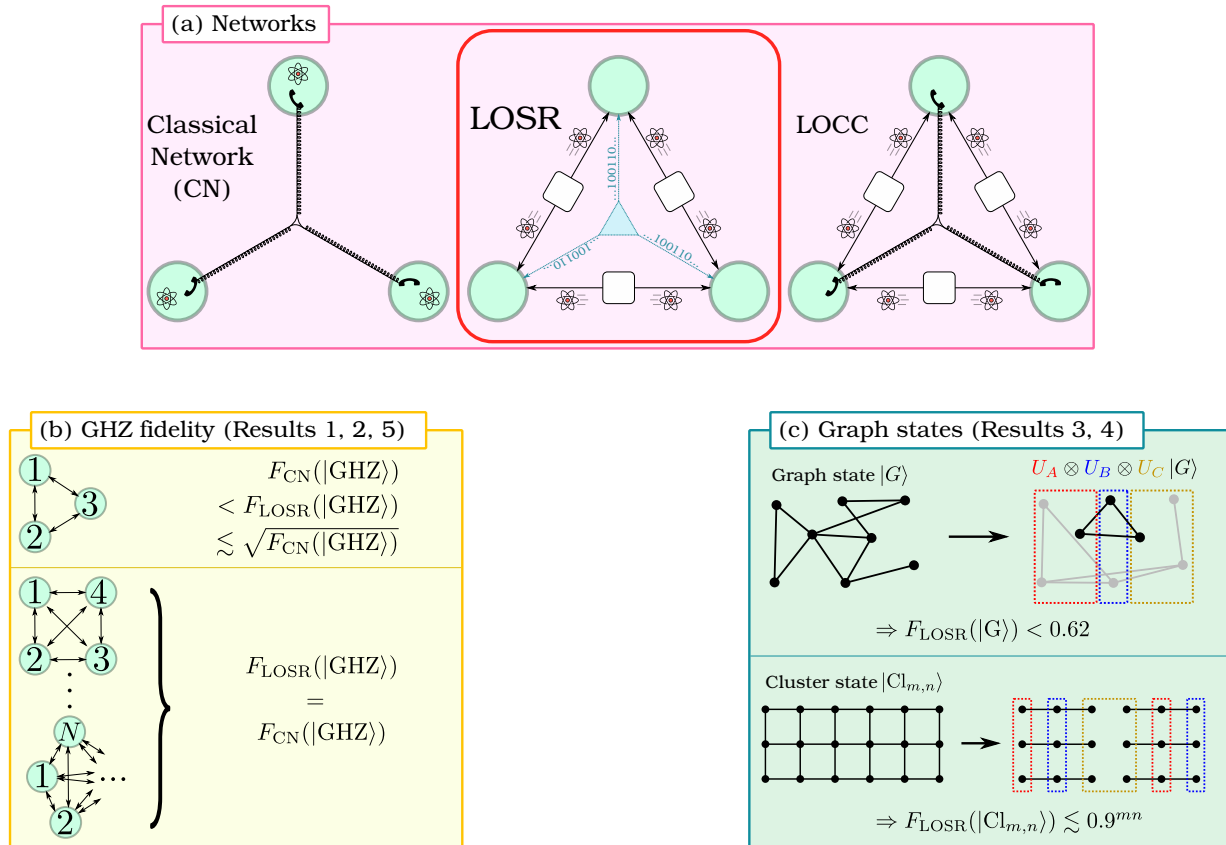 (a) Networks
Classical
Network
(CN)
LOSR
LOCC
...100110...
...100110...
...100110...
(b) GHZ fidelity (Results 1, 2, 5)
1
2
3
F_CN(|GHZ⟩)
< F_LOSR(|GHZ⟩)
≲ √F_CN(|GHZ⟩)
1
4
2
3
N
1
...
2
F_LOSR(|GHZ⟩)
=
F_CN(|GHZ⟩)
(c) Graph states (Results 3, 4)
Graph state |G⟩
U_A ⊗ U_B ⊗ U_C |G⟩
⇒ F_LOSR(|G⟩) < 0.62
Cluster state |Cl_{m,n}⟩
⇒ F_LOSR(|Cl_{m,n}⟩) ≲ 0.9^{mn}